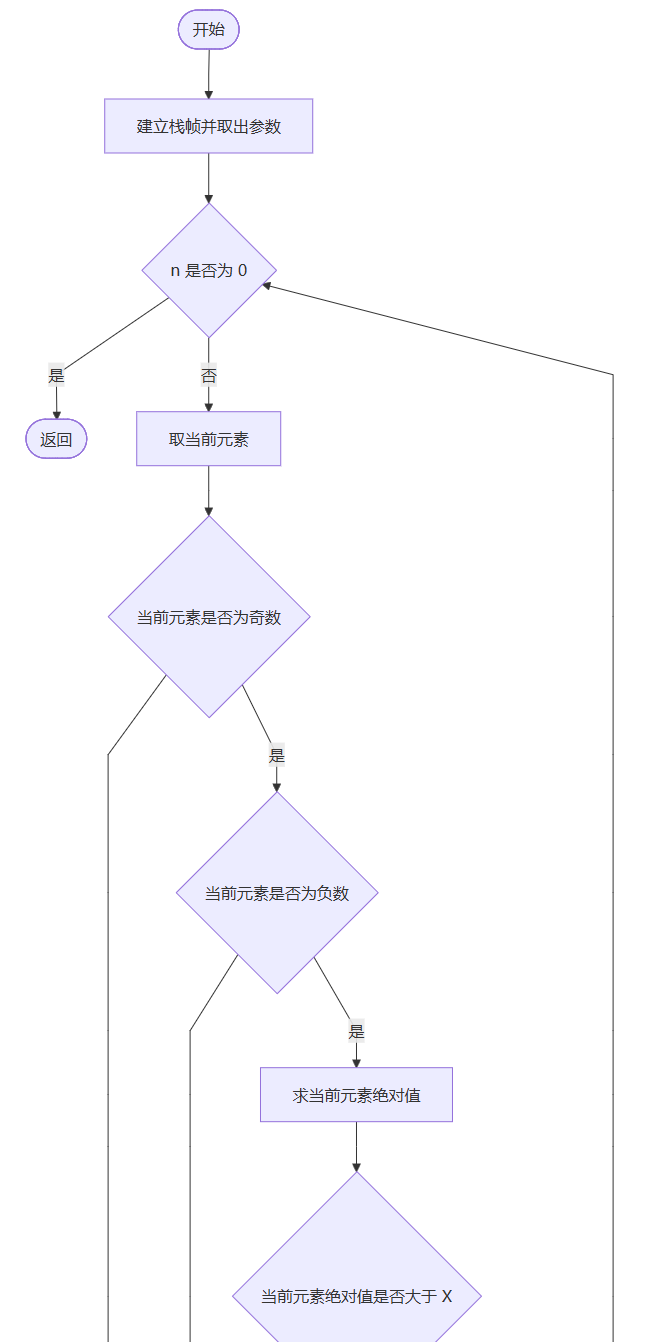 开始
建立栈帧并取出参数
n 是否为 0
是
否
返回
取当前元素
当前元素是否为奇数
是
当前元素是否为负数
是
求当前元素绝对值
当前元素绝对值是否大于 X